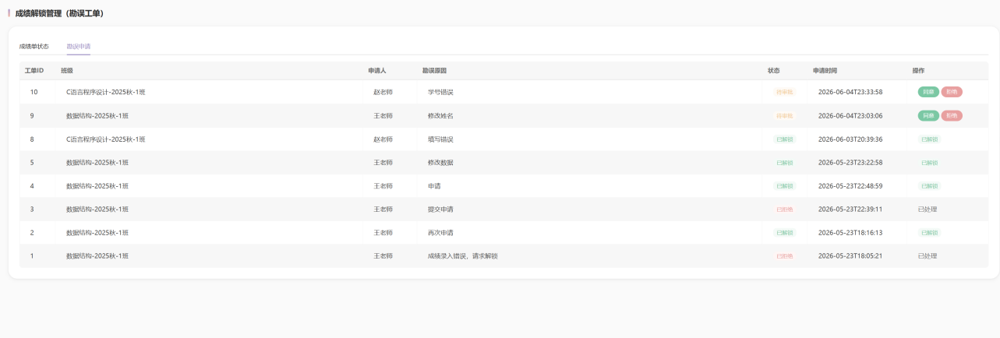 成绩解锁管理（勘误工单）
成绩单状态 勘误申请
工单ID 班级 申请人 勘误原因 状态 申请时间 操作
10 C语言程序设计-2025秋-1班 赵老师 学号错误 待审批 2026-06-04T23:33:58 同意 拒绝
9 数据结构-2025秋-1班 王老师 修改姓名 待审批 2026-06-04T23:03:06 同意 拒绝
8 C语言程序设计-2025秋-1班 赵老师 填写错误 已解锁 2026-06-03T20:39:36 已解锁
5 数据结构-2025秋-1班 王老师 修改数据 已解锁 2026-05-23T23:22:58 已解锁
4 数据结构-2025秋-1班 王老师 申请 已解锁 2026-05-23T22:48:59 已解锁
3 数据结构-2025秋-1班 王老师 提交申请 已拒绝 2026-05-23T22:39:11 已处理
2 数据结构-2025秋-1班 王老师 再次申请 已解锁 2026-05-23T18:16:13 已解锁
1 数据结构-2025秋-1班 王老师 成绩录入错误，请求解锁 已拒绝 2026-05-23T18:05:21 已处理